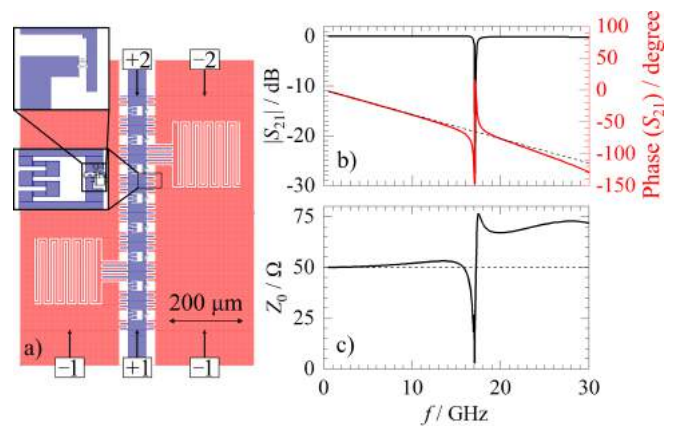 +2
−2
200 μm
a)
−1
+1
−1
0
-10
-20
-30
|S21| / dB
b)
100
50
0
-50
-100
-150
Phase (S21) / degree
75
50
25
0
Z0 / Ω
c)
0
10
20
30
f / GHz